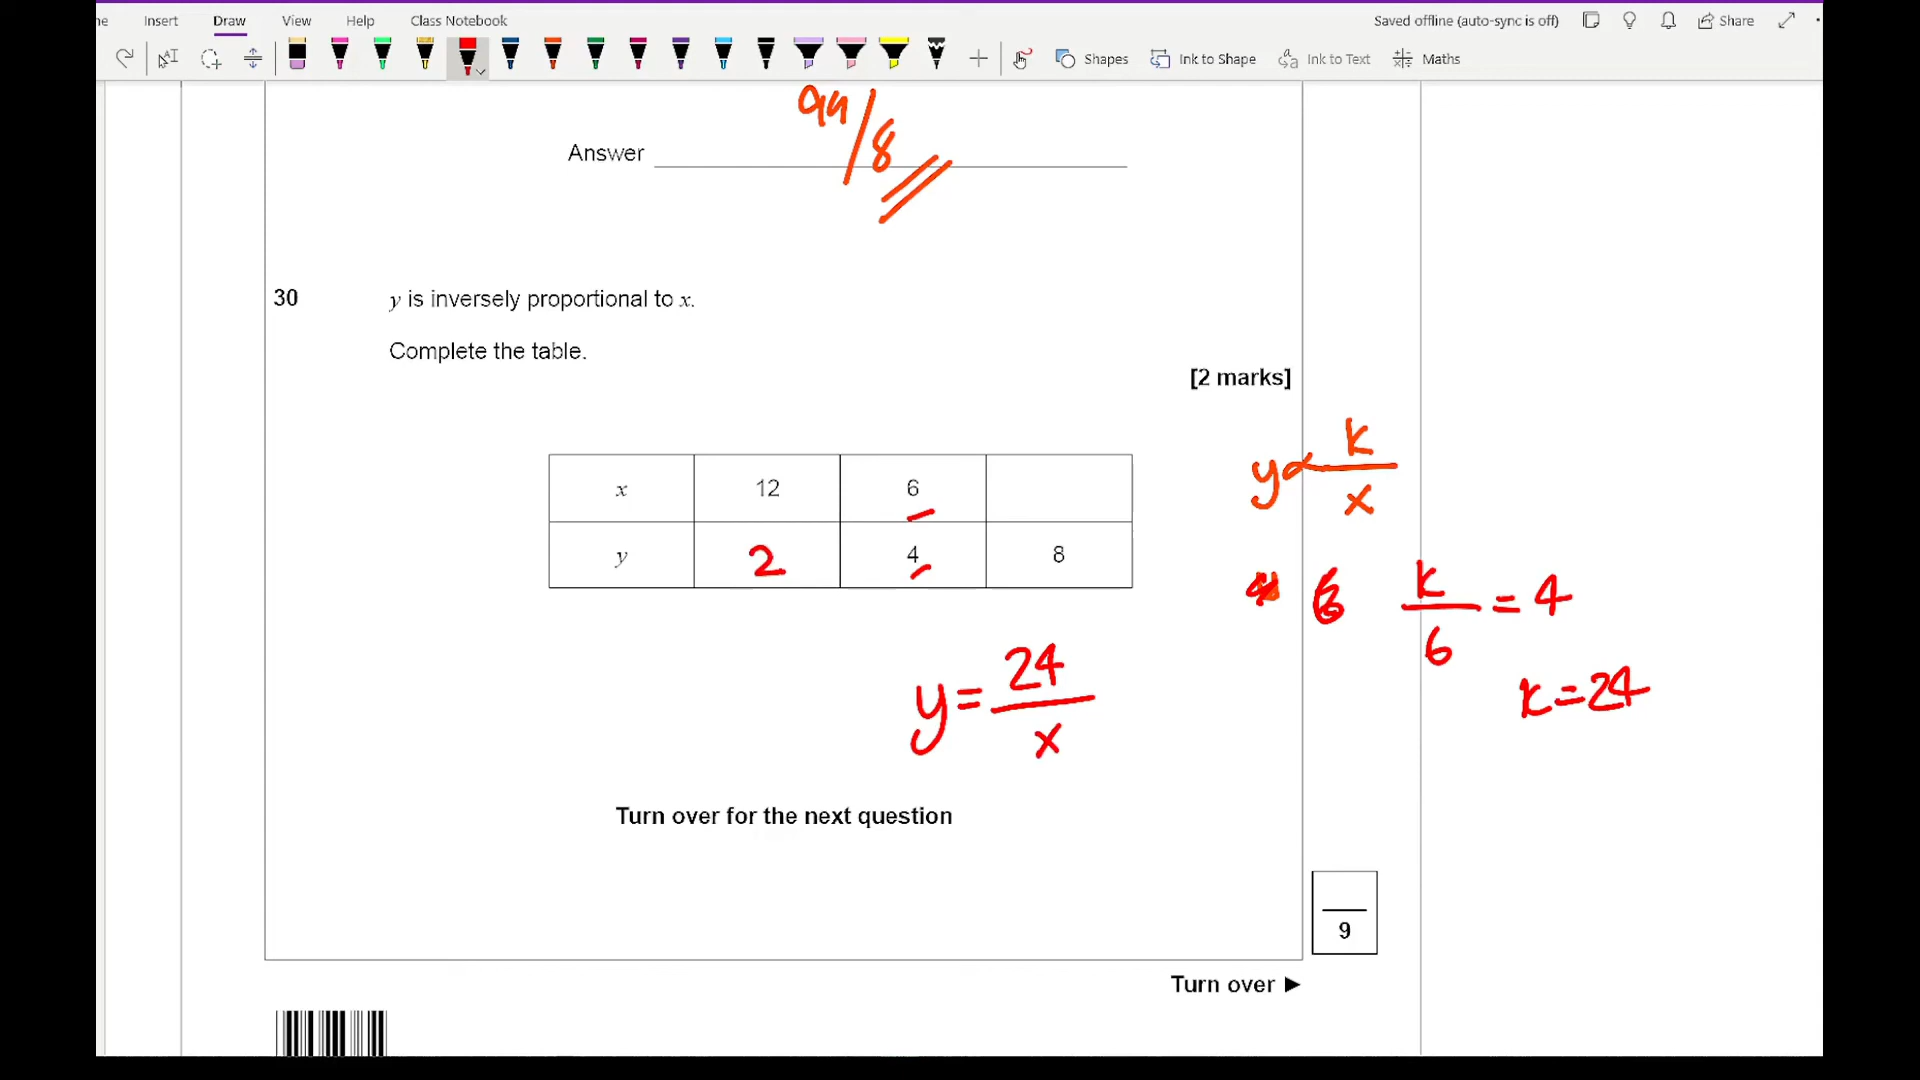 ne Insert Draw View Help Class Notebook Saved offline (auto-sync is off) Share
Shapes Ink to Shape Ink to Text Maths
Answer 99/8
30 y is inversely proportional to x.
Complete the table.
[2 marks]
x 12 6
y 2 4 8
y ∝ k/x
6 k/6 = 4
k = 24
y = 24/x
Turn over for the next question
9
Turn over ►